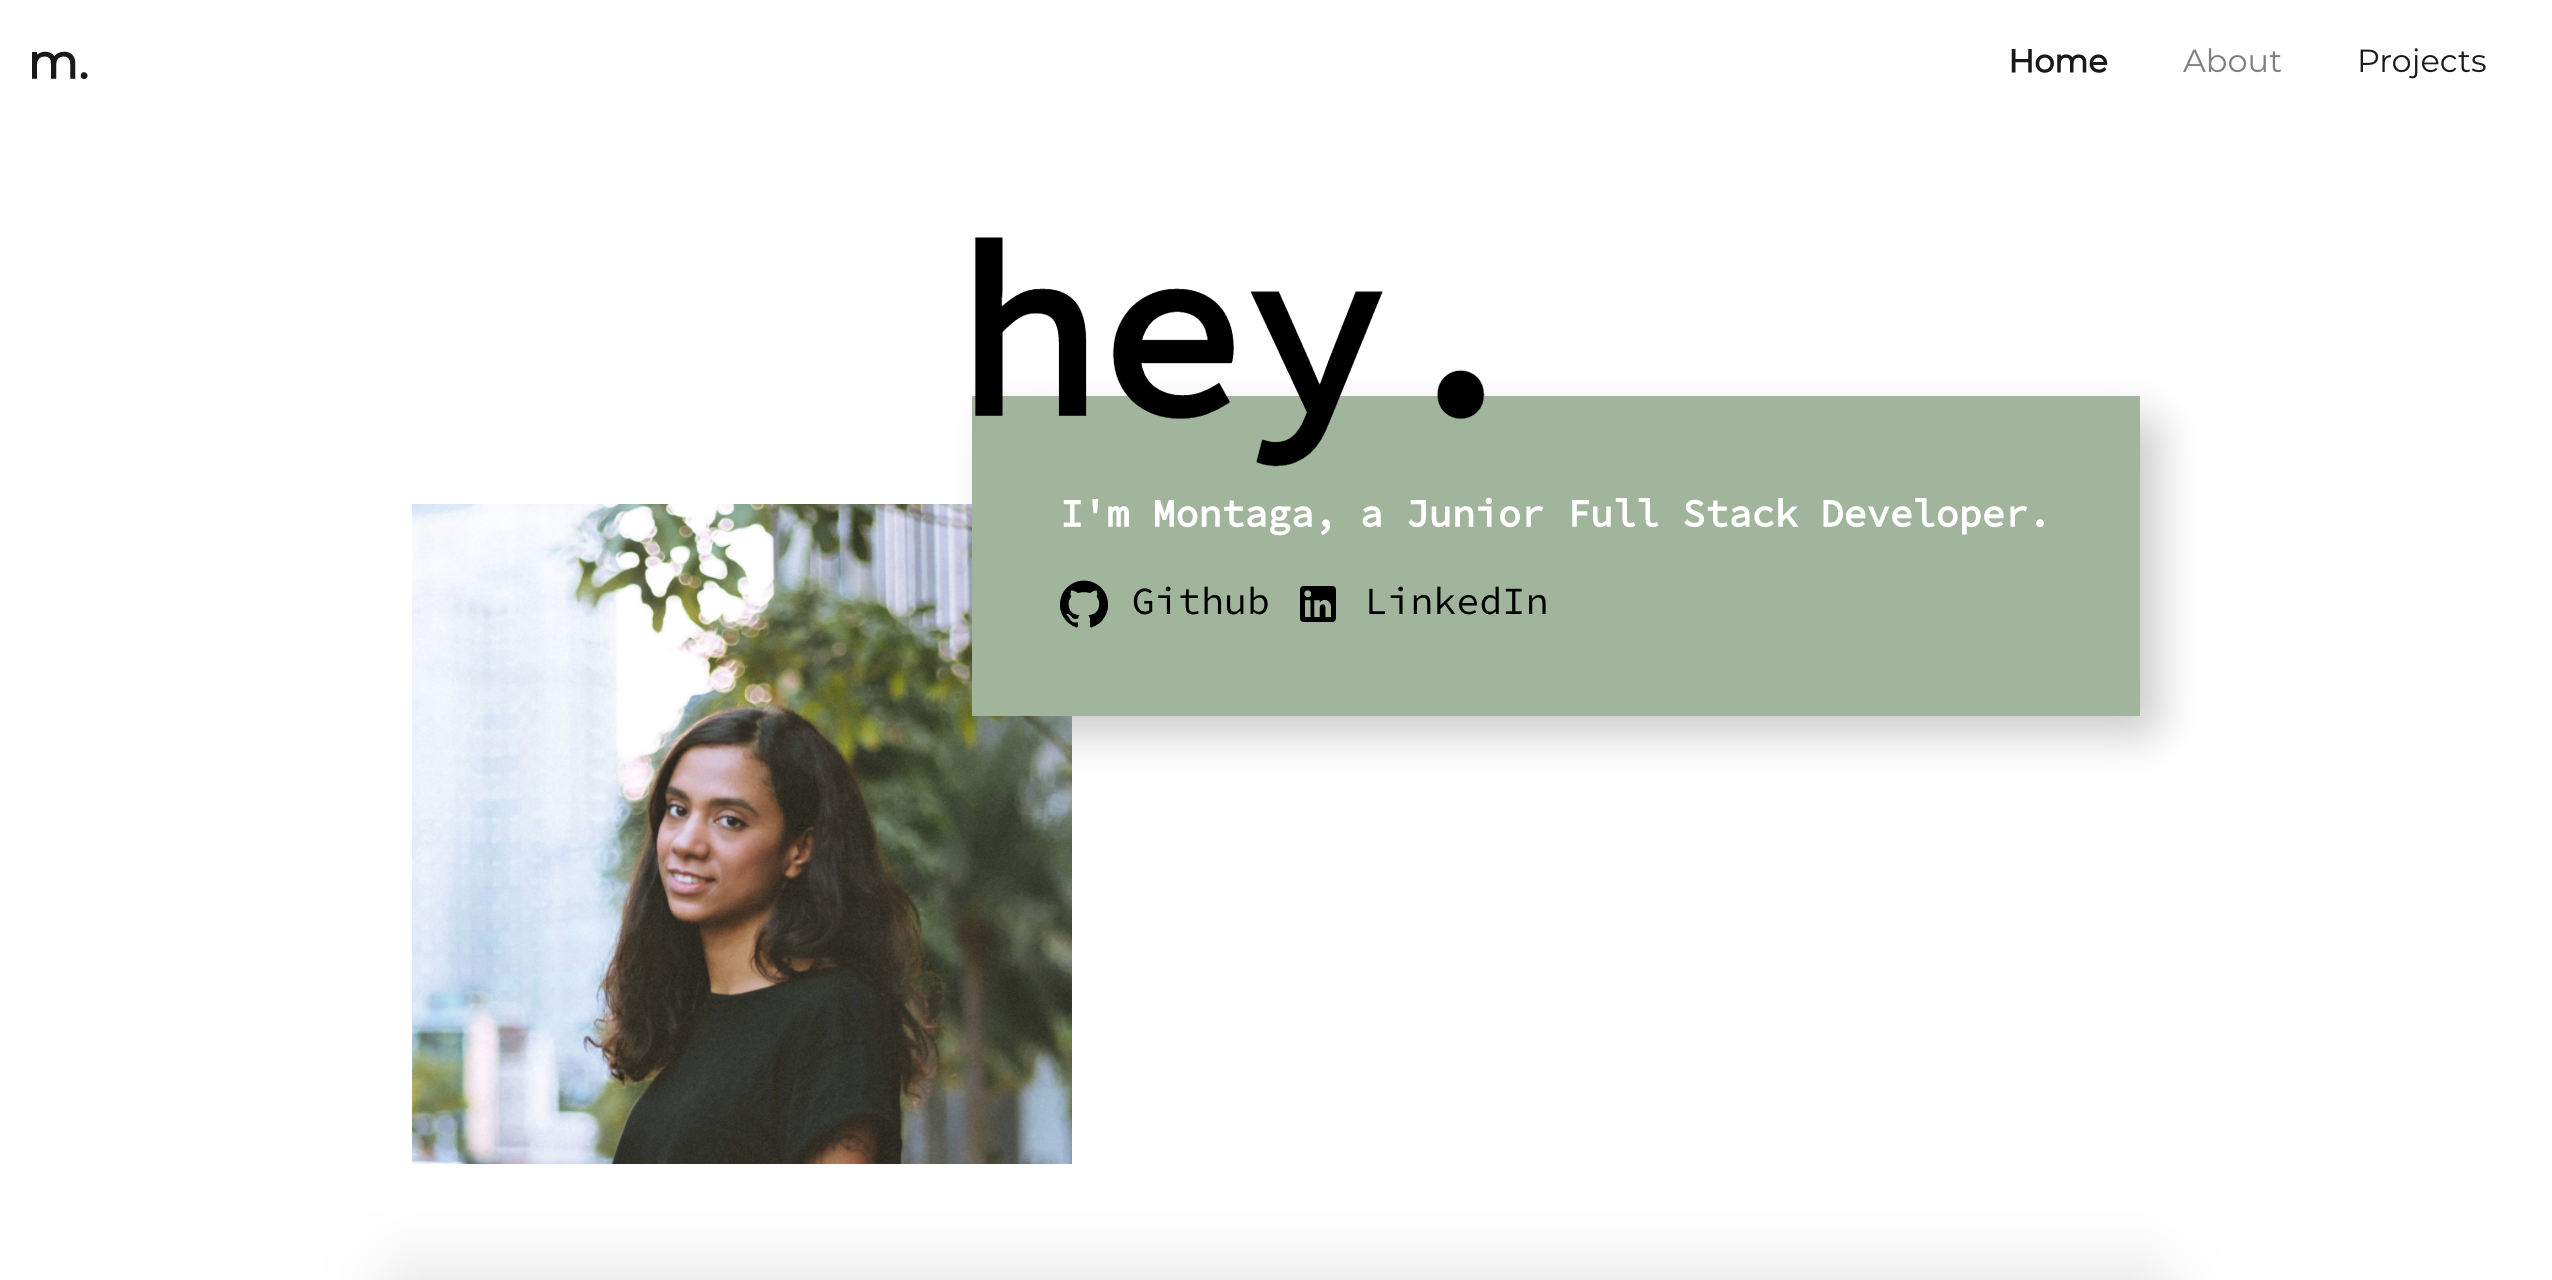 m.
Home About Projects
hey.
I'm Montaga, a Junior Full Stack Developer.
Github LinkedIn